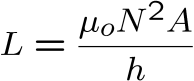 L = \frac{\mu_o N^2 A}{h}